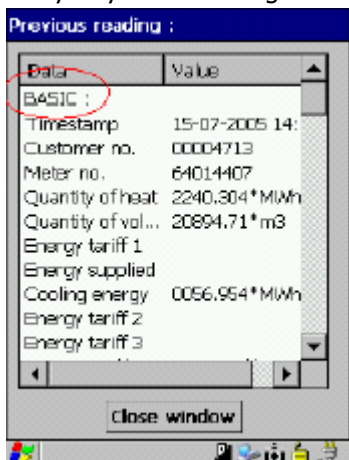 Previous reading :
Data Value
BASIC :
Timestamp 15-07-2005 14:
Customer no. 00004713
Meter no. 64014407
Quantity of heat 2240.304*MWh
Quantity of vol... 20894.71*m3
Energy tariff 1
Energy supplied
Cooling energy 0056.954*MWh
Energy tariff 2
Energy tariff 3
Close window